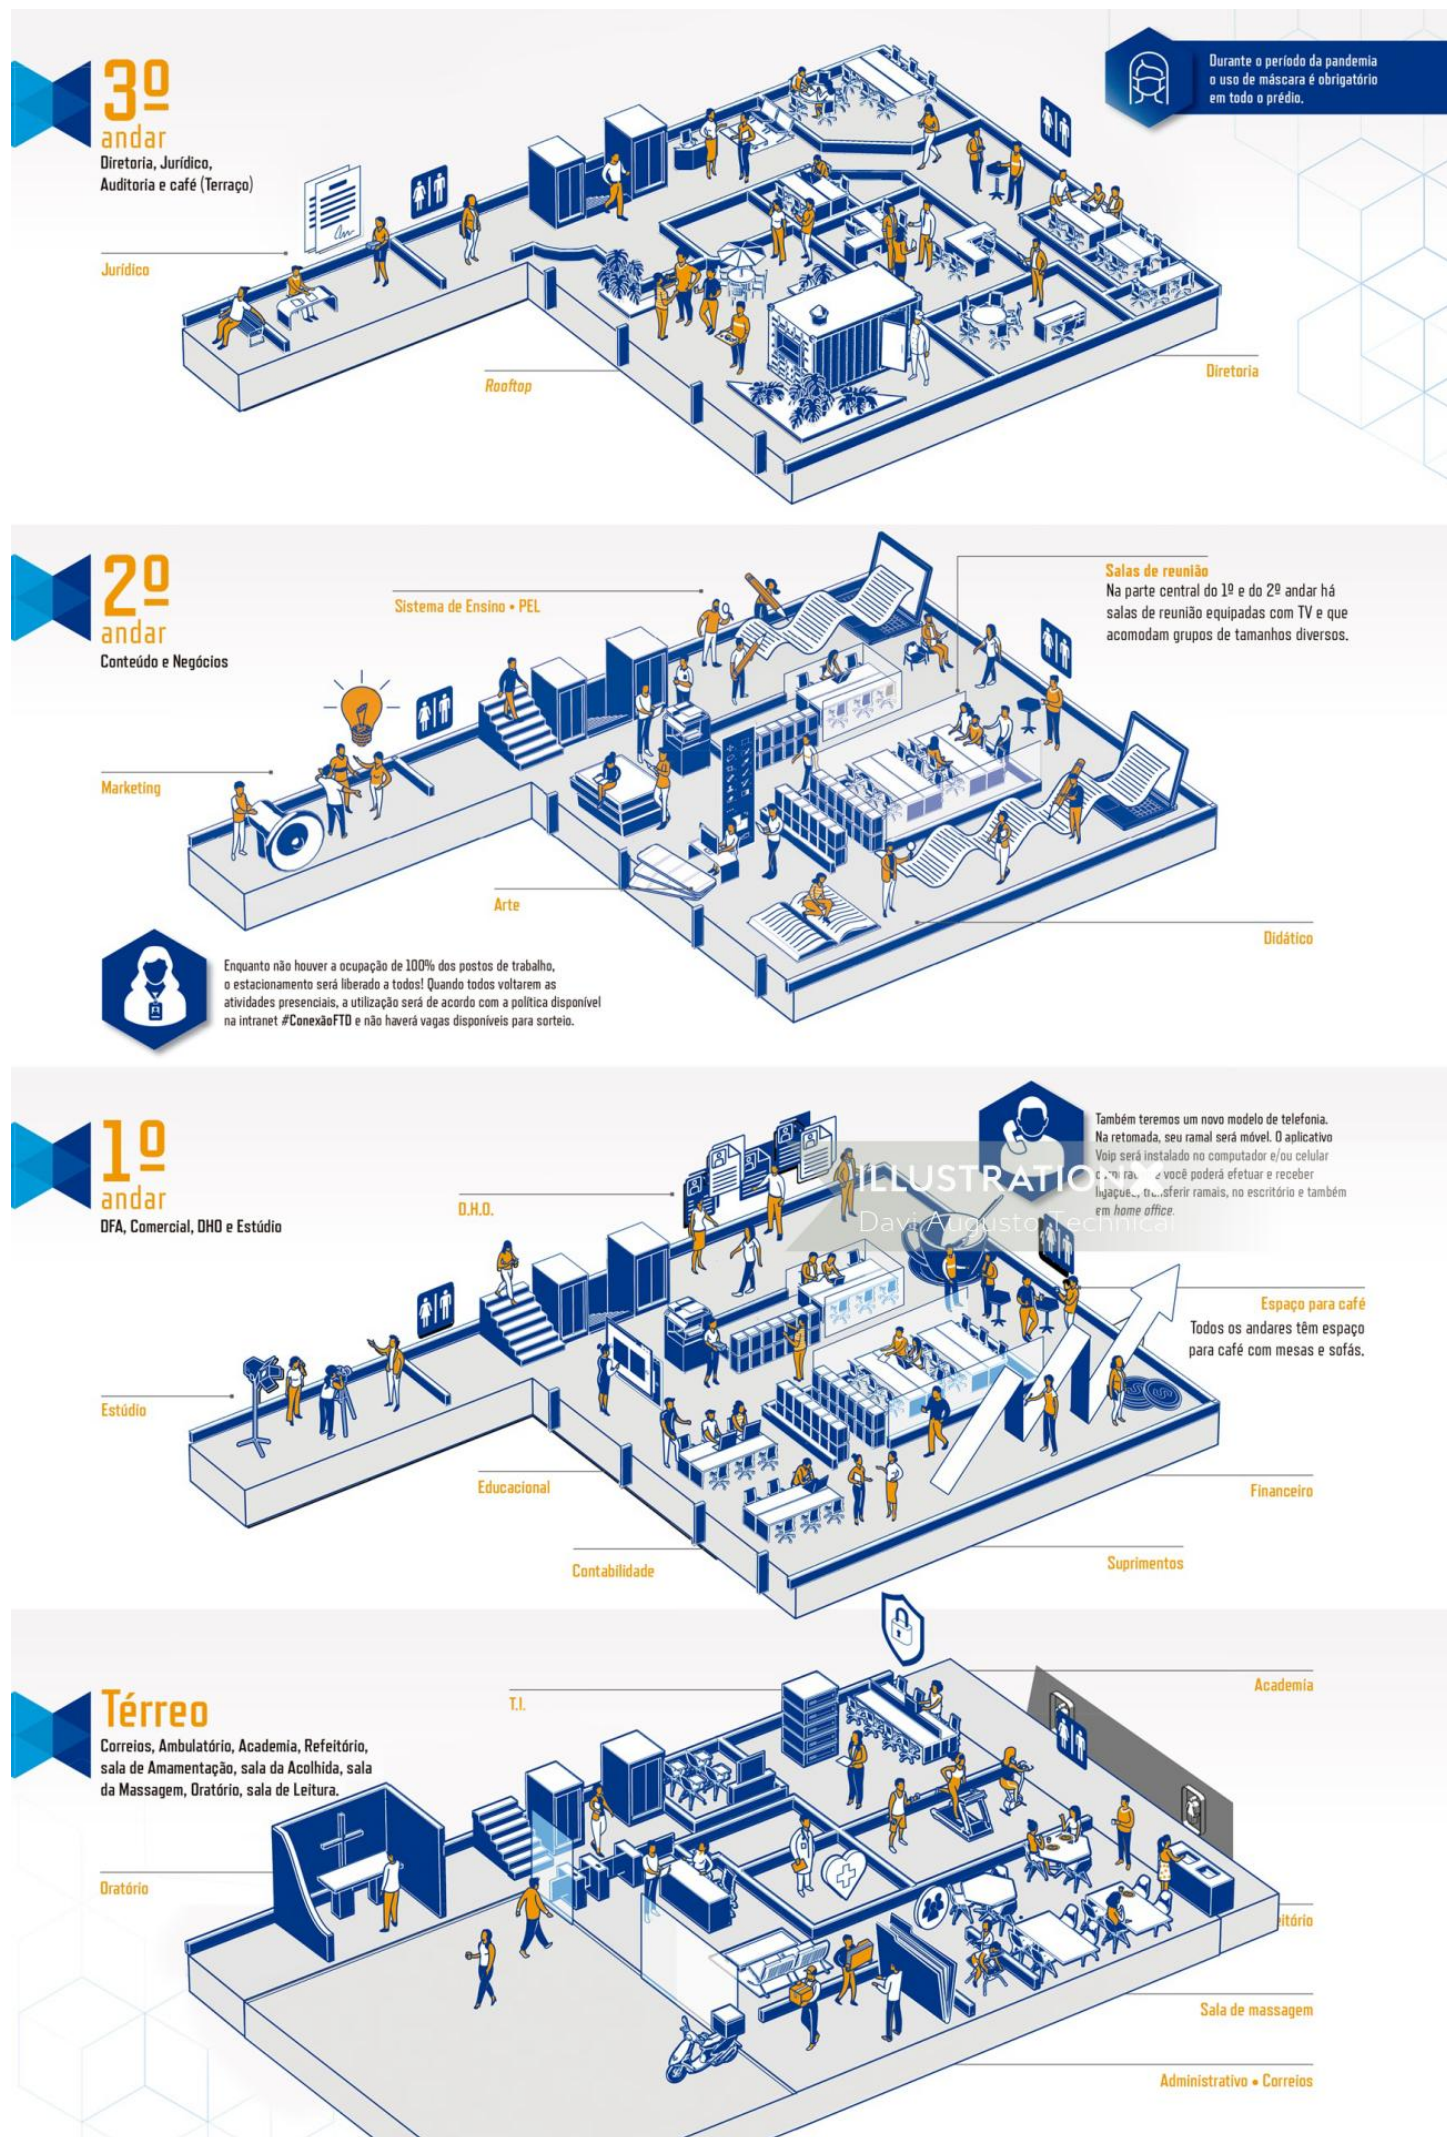 3º
andar
Diretoria, Jurídico,
Auditoria e café (Terraço)
Durante o período da pandemia
o uso de máscara é obrigatório
em todo o prédio.
Jurídico
Rooftop
Diretoria
2º
andar
Conteúdo e Negócios
Sistema de Ensino • PEL
Salas de reunião
Na parte central do 1º e do 2º andar há
salas de reunião equipadas com TV e que
acomodam grupos de tamanhos diversos.
Marketing
Arte
Didático
Enquanto não houver a ocupação de 100% dos postos de trabalho,
o estacionamento será liberado a todos! Quando todos voltarem as
atividades presenciais, a utilização será de acordo com a política disponível
na intranet #ConexãoFTD e não haverá vagas disponíveis para sorteio.
1º
andar
DFA, Comercial, DHO e Estúdio
Também teremos um novo modelo de telefonia.
Na retomada, seu ramal será móvel. O aplicativo
Voip será instalado no computador e/ou celular
você poderá efetuar e receber
ligações, transferir ramais, no escritório e também
em home office.
ILLUSTRATIONX
Davi Augusto Technical
D.H.O.
Espaço para café
Todos os andares têm espaço
para café com mesas e sofás.
Estúdio
Educacional
Financeiro
Contabilidade
Suprimentos
Térreo
Correios, Ambulatório, Academia, Refeitório,
sala de Amamentação, sala da Acolhida, sala
da Massagem, Oratório, sala de Leitura.
T.I.
Academia
Oratório
itório
Sala de massagem
Administrativo • Correios